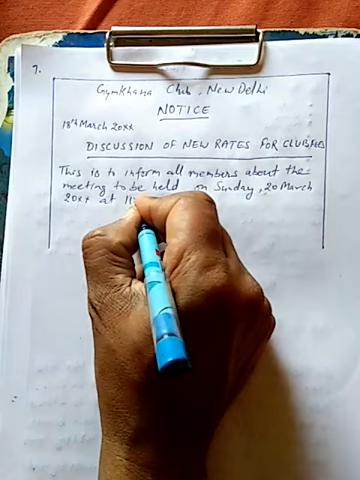 7.
Gymkhana Club, New Delhi
NOTICE
18th March 20xx
DISCUSSION OF NEW RATES FOR CLUB
This is to inform all members about the
meeting to be held on Sunday, 20 March
20xx at 11